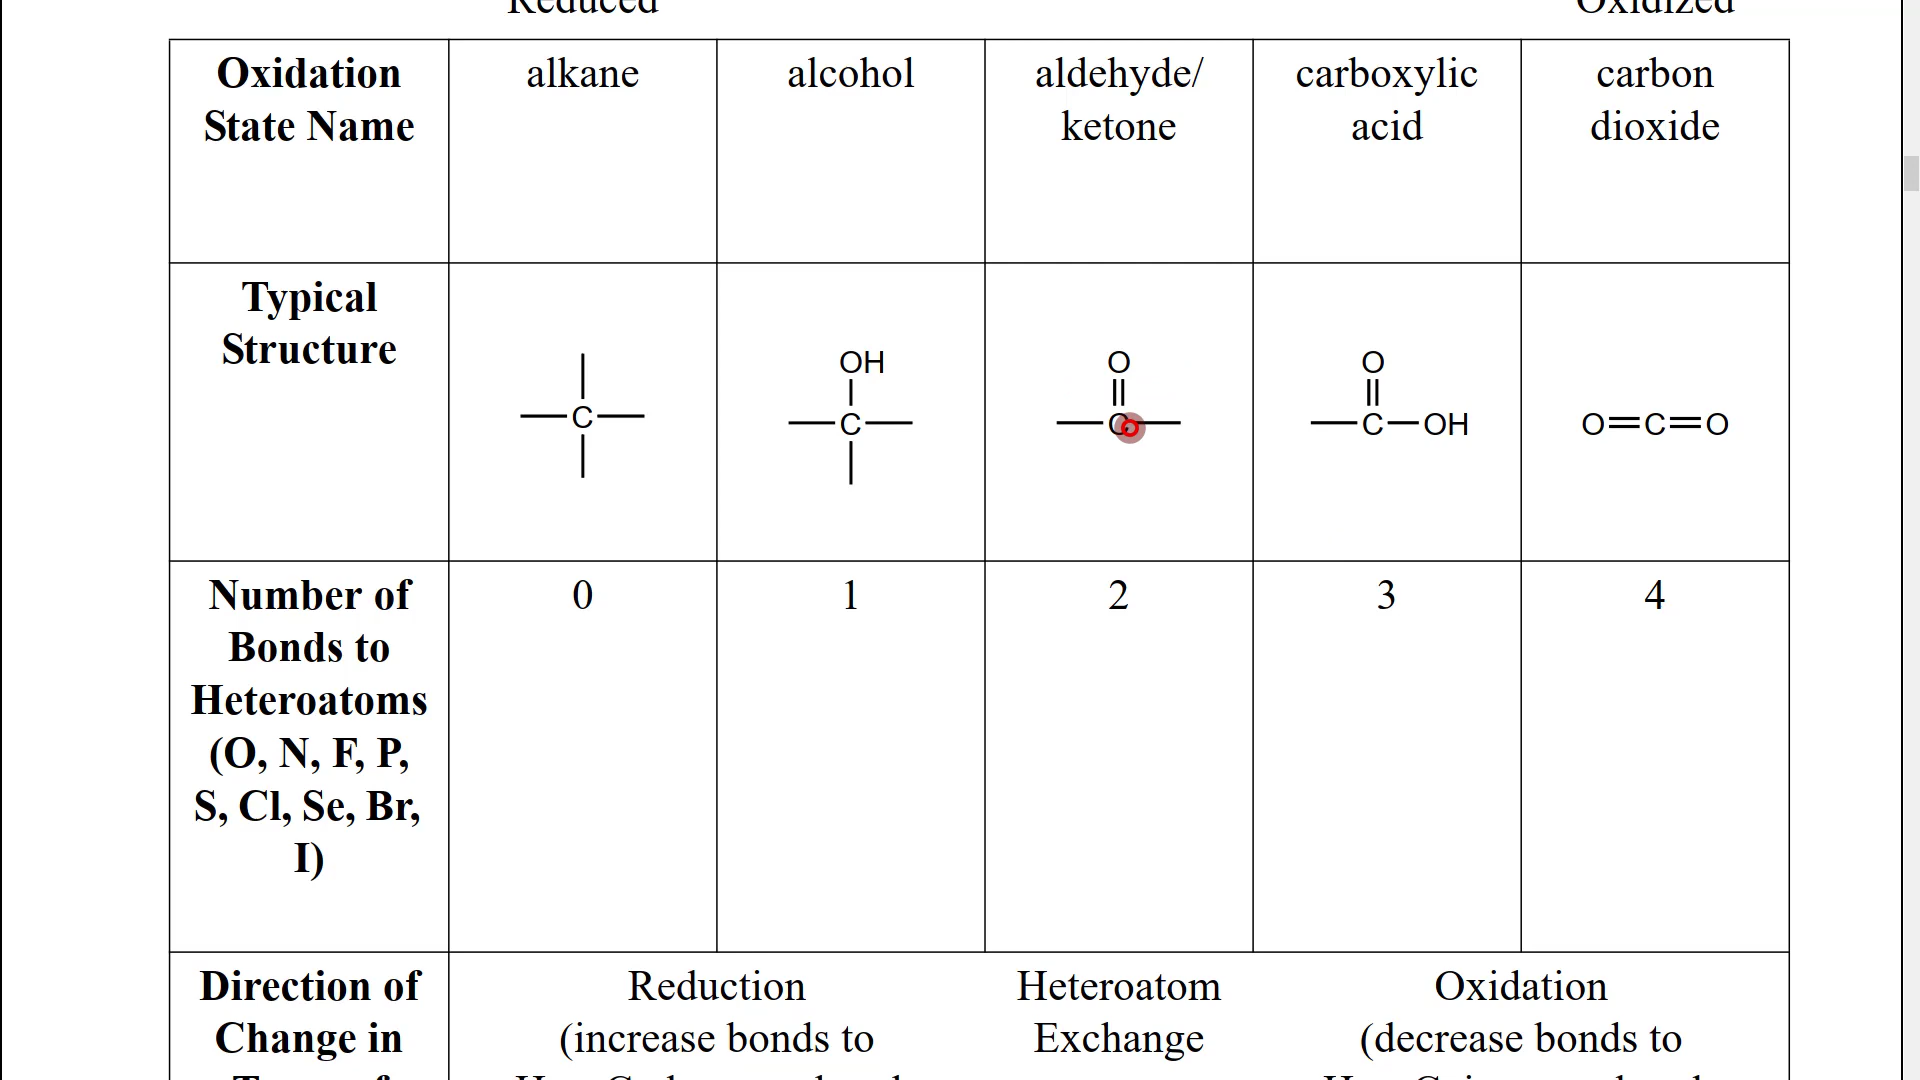 Reduced Oxidized
Oxidation
State Name
alkane
alcohol
aldehyde/
ketone
carboxylic
acid
carbon
dioxide
Typical
Structure
C
OH
C
O
C
O
C OH
O C O
Number of
Bonds to
Heteroatoms
(O, N, F, P,
S, Cl, Se, Br,
I)
0
1
2
3
4
Direction of
Change in
Reduction
(increase bonds to
Heteroatom
Exchange
Oxidation
(decrease bonds to